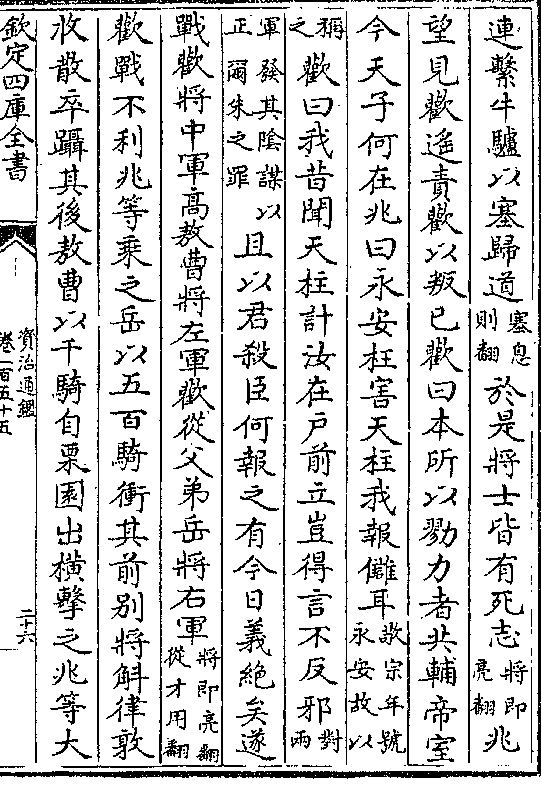 連繫牛驢以塞歸道塞息則翻於是將士皆有死志將即亮翻兆
望見歡遙責歡以叛已歡曰本所以勠力者共輔帝室
今天子何在兆曰永安枉害天柱我報讎耳敬宗年號永安故以
稱之歡曰我昔聞天柱計汝在戶前立豈得言不反邪對兩
軍發其陰謀以正爾朱之罪且以君殺臣何報之有今日義絶矣遂
戰歡將中軍高敖曹將左軍歡從父弟岳將右軍將即亮翻從才用翻
歡戰不利兆等乘之岳以五百騎衝其前别將斛律敦
收散卒躡其後敖曹以千騎自栗園出横擊之兆等大
欽定四庫全書
資治通鑑
卷一百五十五
二十六